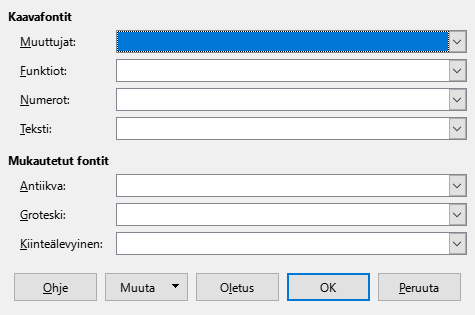 Kaavafontit
Muuttujat:
Funktiot:
Numerot:
Teksti:
Mukautetut fontit
Antiikva:
Groteski:
Kiinteälevyinen:
Ohje Muuta Oletus OK Peruuta